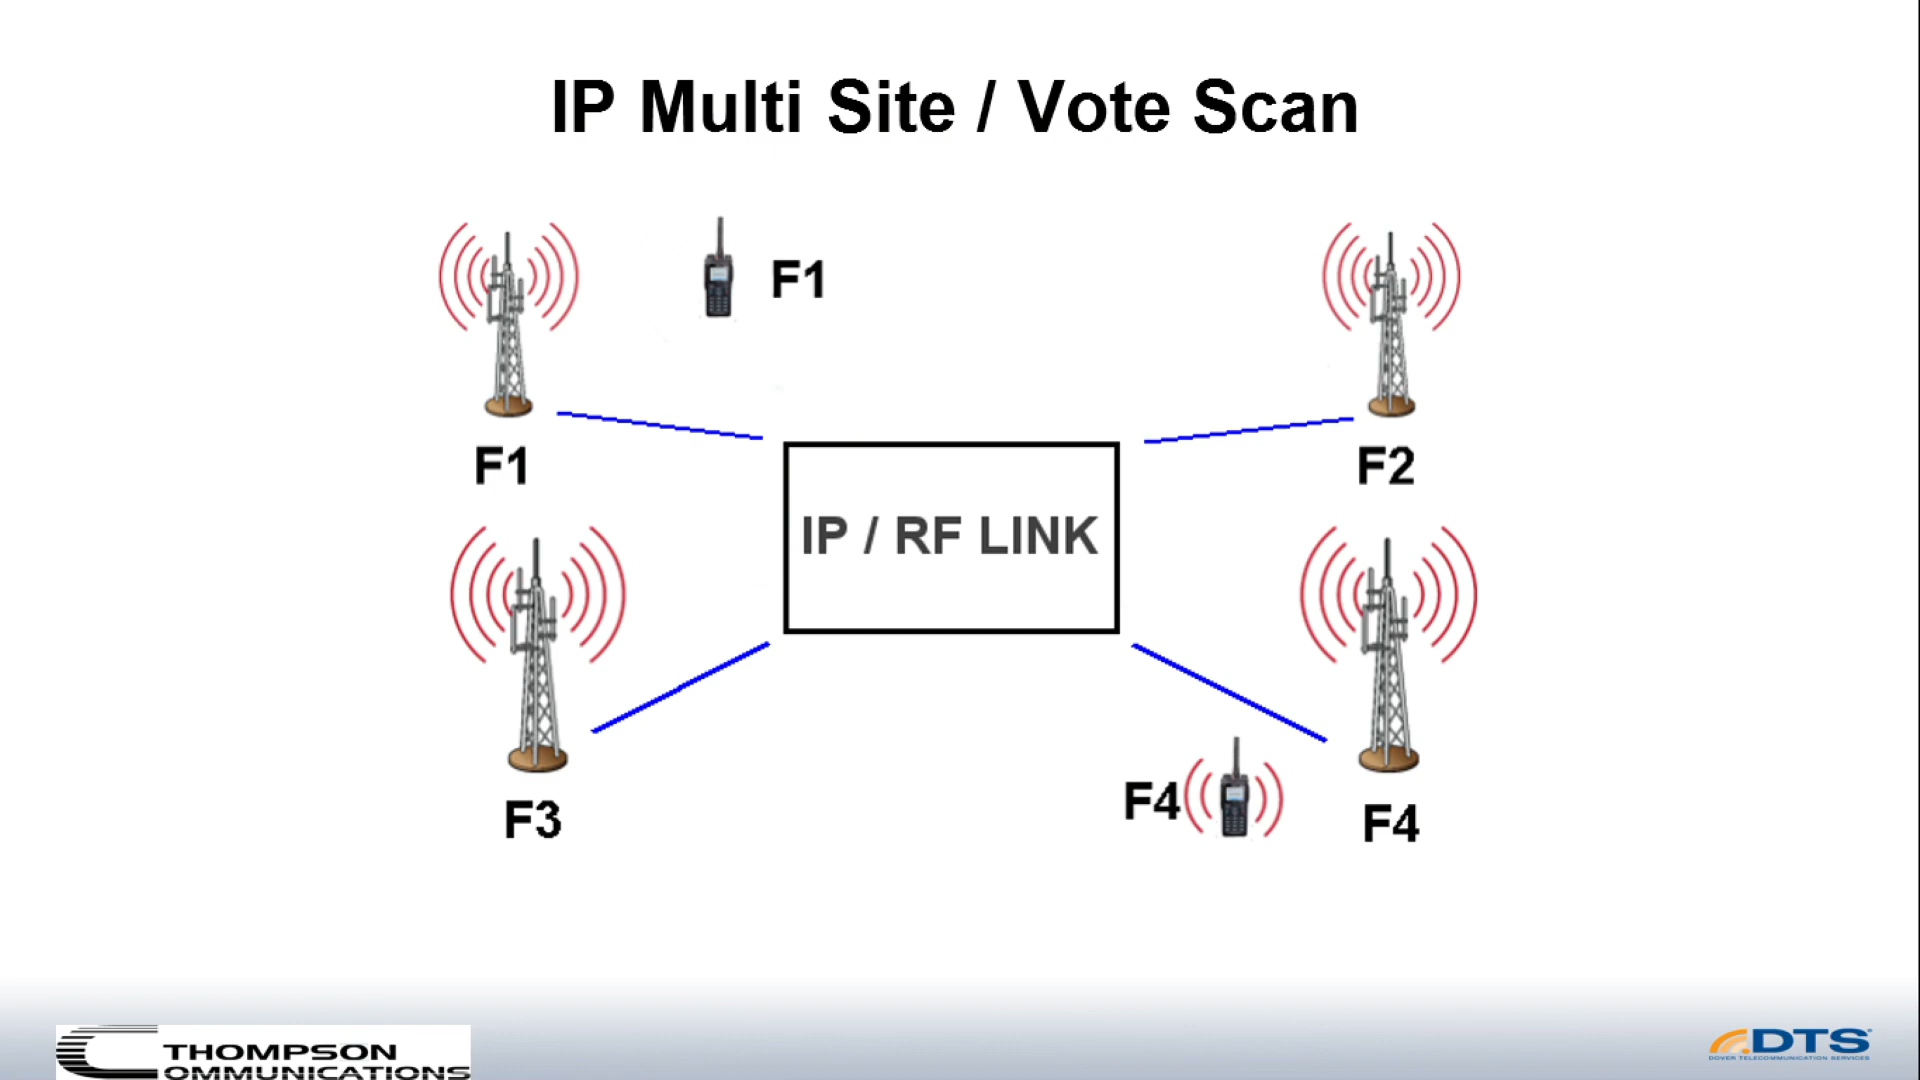 IP Multi Site / Vote Scan
F1
F1
F2
IP / RF LINK
F3
F4
F4
THOMPSON
OMMUNICATIONS
DTS
DOVER TELECOMMUNICATION SERVICES